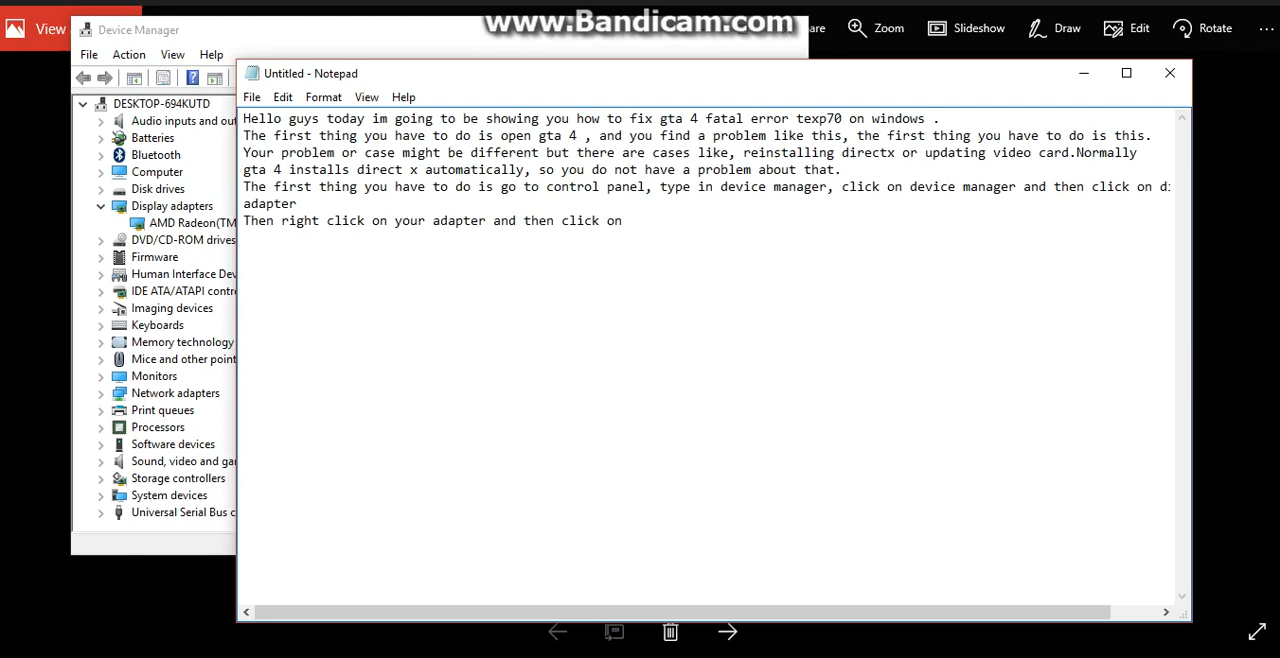 www.Bandicam.com
View
are
Zoom
Slideshow
Draw
Edit
Rotate
Device Manager
File Action View Help
DESKTOP-694KUTD
Audio inputs and ou
Batteries
Bluetooth
Computer
Disk drives
Display adapters
AMD Radeon(TM
DVD/CD-ROM drives
Firmware
Human Interface Dev
IDE ATA/ATAPI contr
Imaging devices
Keyboards
Memory technology
Mice and other point
Monitors
Network adapters
Print queues
Processors
Software devices
Sound, video and gar
Storage controllers
System devices
Universal Serial Bus c
Untitled - Notepad
File Edit Format View Help
Hello guys today im going to be showing you how to fix gta 4 fatal error texp70 on windows .
The first thing you have to do is open gta 4 , and you find a problem like this, the first thing you have to do is this.
Your problem or case might be different but there are cases like, reinstalling directx or updating video card.Normally
gta 4 installs direct x automatically, so you do not have a problem about that.
The first thing you have to do is go to control panel, type in device manager, click on device manager and then click on di
adapter
Then right click on your adapter and then click on